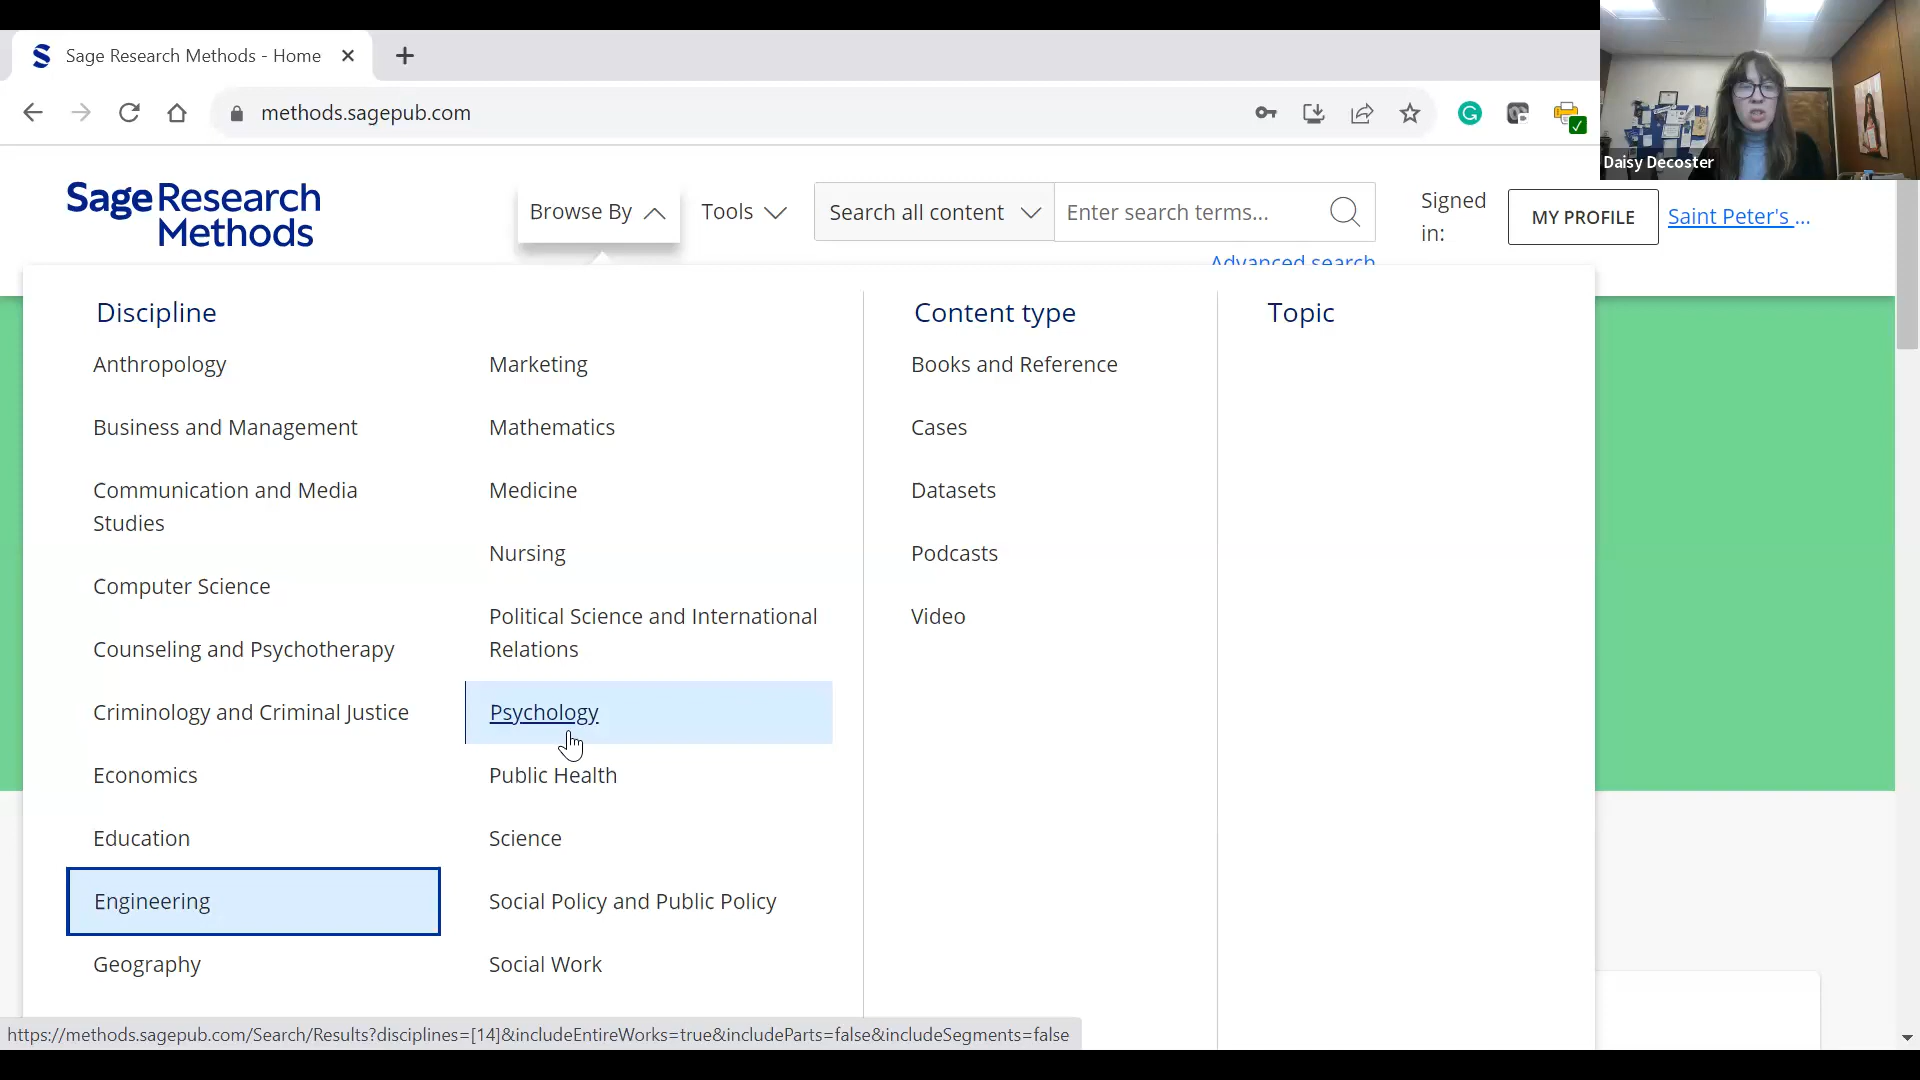 Sage Research Methods - Home
methods.sagepub.com
Daisy Decoster
Sage Research
Methods
Browse By
Tools
Search all content
Enter search terms...
Signed
in:
MY PROFILE
Saint Peter's ...
Advanced search
Discipline
Anthropology
Business and Management
Communication and Media
Studies
Computer Science
Counseling and Psychotherapy
Criminology and Criminal Justice
Economics
Education
Engineering
Geography
Marketing
Mathematics
Medicine
Nursing
Political Science and International
Relations
Psychology
Public Health
Science
Social Policy and Public Policy
Social Work
Content type
Books and Reference
Cases
Datasets
Podcasts
Video
Topic
https://methods.sagepub.com/Search/Results?disciplines=[14]&includeEntireWorks=true&includeParts=false&includeSegments=false